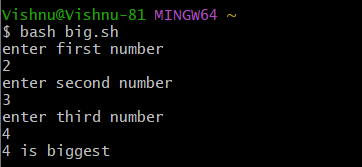 Vishnu@Vishnu-81 MINGW64 ~
$ bash big.sh
enter first number
2
enter second number
3
enter third number
4
4 is biggest